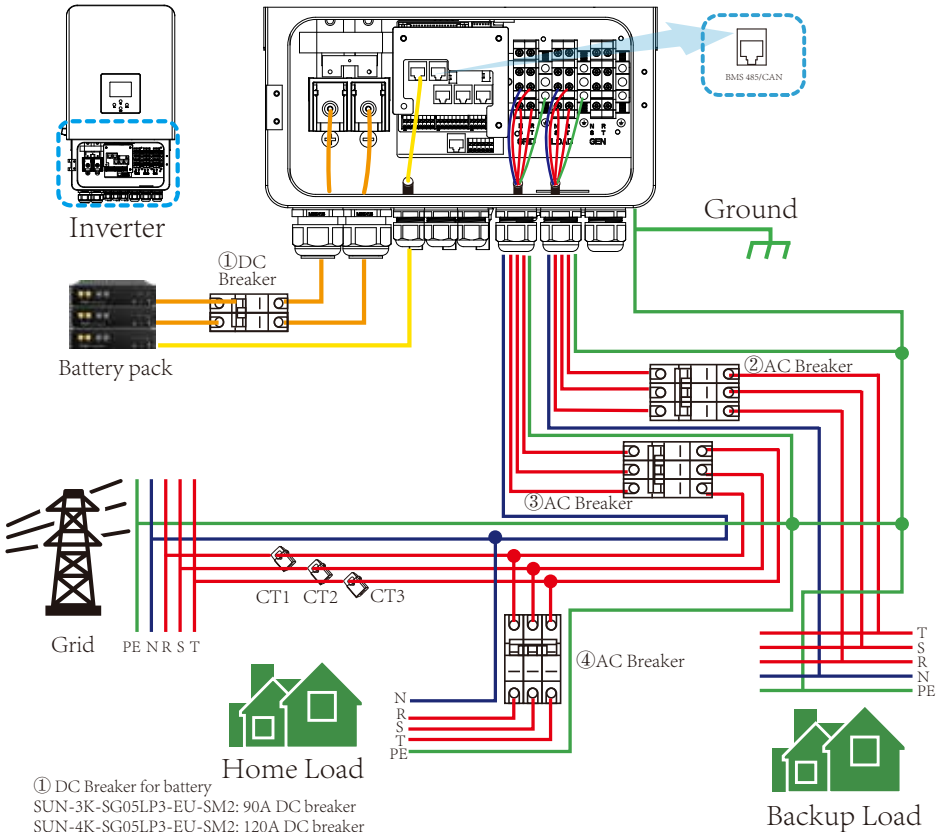 BMS 485/CAN
GRID
LOAD
GEN
Inverter
Ground
①DC
Breaker
Battery pack
②AC Breaker
③AC Breaker
CT1 CT2 CT3
Grid
PE N R S T
④AC Breaker
T
S
R
N
PE
N
R
S
T
PE
Home Load
Backup Load
① DC Breaker for battery
SUN-3K-SG05LP3-EU-SM2: 90A DC breaker
SUN-4K-SG05LP3-EU-SM2: 120A DC breaker